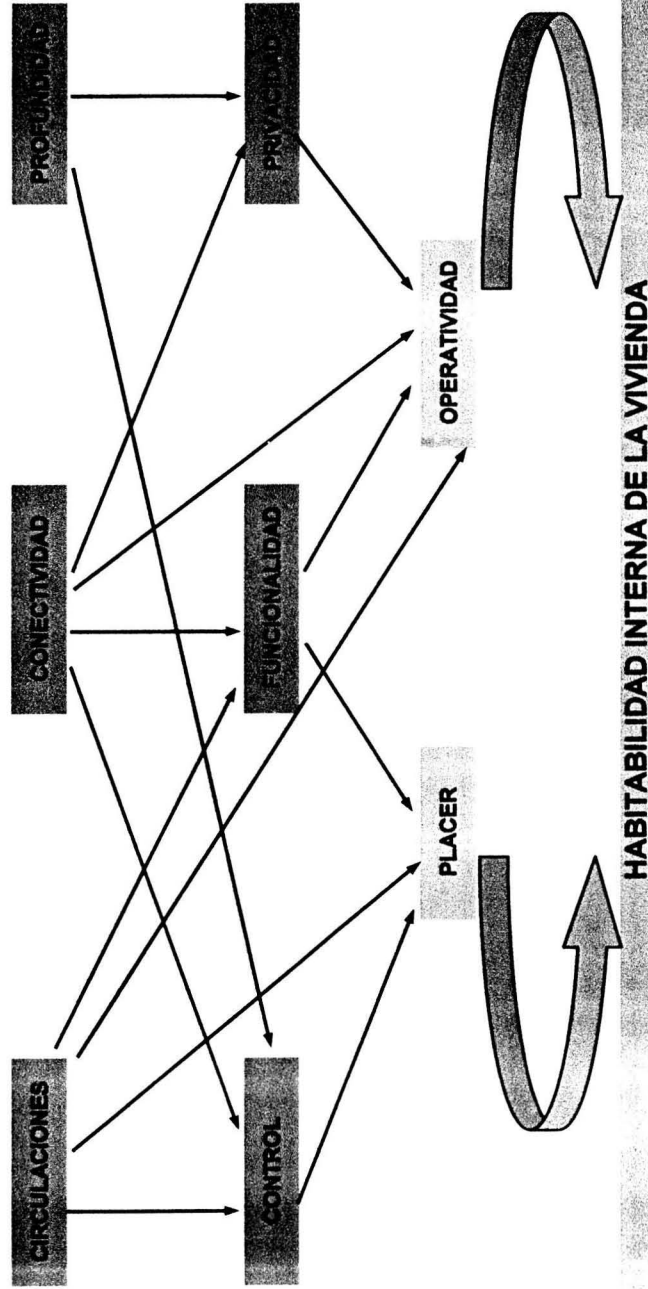 CIRCULACIONES
CONECTIVIDAD
PROFUNDIDAD
CONTROL
FUNCIONALIDAD
PRIVACIDAD
PLACER
OPERATIVIDAD
HABITABILIDAD INTERNA DE LA VIVIENDA